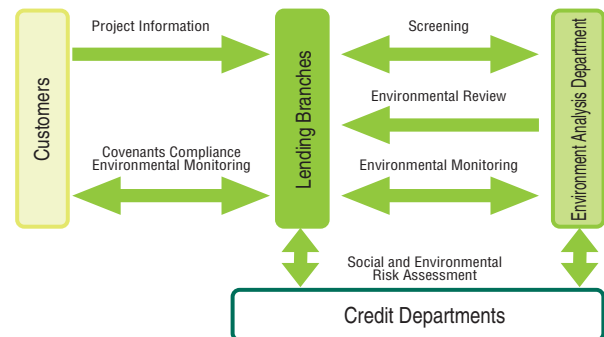 Project Information
Screening
Customers
Lending Branches
Environment Analysis Department
Environmental Review
Covenants Compliance
Environmental Monitoring
Environmental Monitoring
Social and Environmental
Risk Assessment
Credit Departments